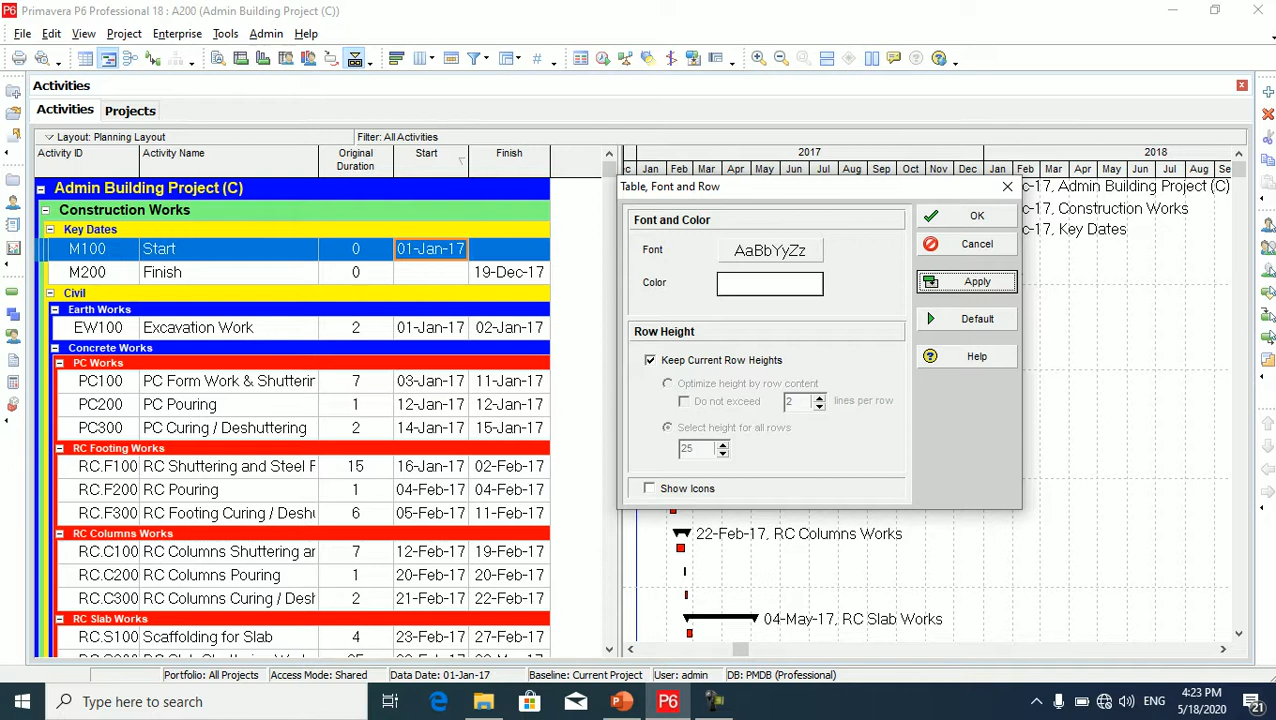 P6 Primavera P6 Professional 18 : A200 (Admin Building Project (C))
File Edit View Project Enterprise Tools Admin Help
Activities
Activities Projects
Layout: Planning Layout Filter: All Activities
Activity ID Activity Name Original Duration Start Finish
2017 2018
c Jan Feb Mar Apr May Jun Jul Aug Sep Oct Nov Dec Jan Feb Mar Apr May Jun Jul Aug Se
Admin Building Project (C)
ec-17, Admin Building Project (C)
Construction Works
ec-17, Construction Works
Key Dates
ec-17, Key Dates
M100 Start 0 01-Jan-17
M200 Finish 0 19-Dec-17
Civil
Earth Works
EW100 Excavation Work 2 01-Jan-17 02-Jan-17
Concrete Works
PC Works
PC100 PC Form Work & Shutterin 7 03-Jan-17 11-Jan-17
PC200 PC Pouring 1 12-Jan-17 12-Jan-17
PC300 PC Curing / Deshuttering 2 14-Jan-17 15-Jan-17
RC Footing Works
RC.F100 RC Shuttering and Steel F 15 16-Jan-17 02-Feb-17
RC.F200 RC Pouring 1 04-Feb-17 04-Feb-17
RC.F300 RC Footing Curing / Deshu 6 05-Feb-17 11-Feb-17
RC Columns Works
22-Feb-17, RC Columns Works
RC.C100 RC Columns Shuttering ar 7 12-Feb-17 19-Feb-17
RC.C200 RC Columns Pouring 1 20-Feb-17 20-Feb-17
RC.C300 RC Columns Curing / Desh 2 21-Feb-17 22-Feb-17
RC Slab Works
04-May-17, RC Slab Works
RC.S100 Scaffolding for Slab 4 23-Feb-17 27-Feb-17
Table, Font and Row
Font and Color
Font AaBbYyZz
Color
Row Height
Keep Current Row Heights
Optimize height by row content
Do not exceed 2 lines per row
Select height for all rows
25
Show Icons
OK
Cancel
Apply
Default
Help
Portfolio: All Projects Access Mode: Shared Data Date: 01-Jan-17 Baseline: Current Project User: admin DB: PMDB (Professional)
Type here to search
P6
ENG
4:23 PM
5/18/2020
21